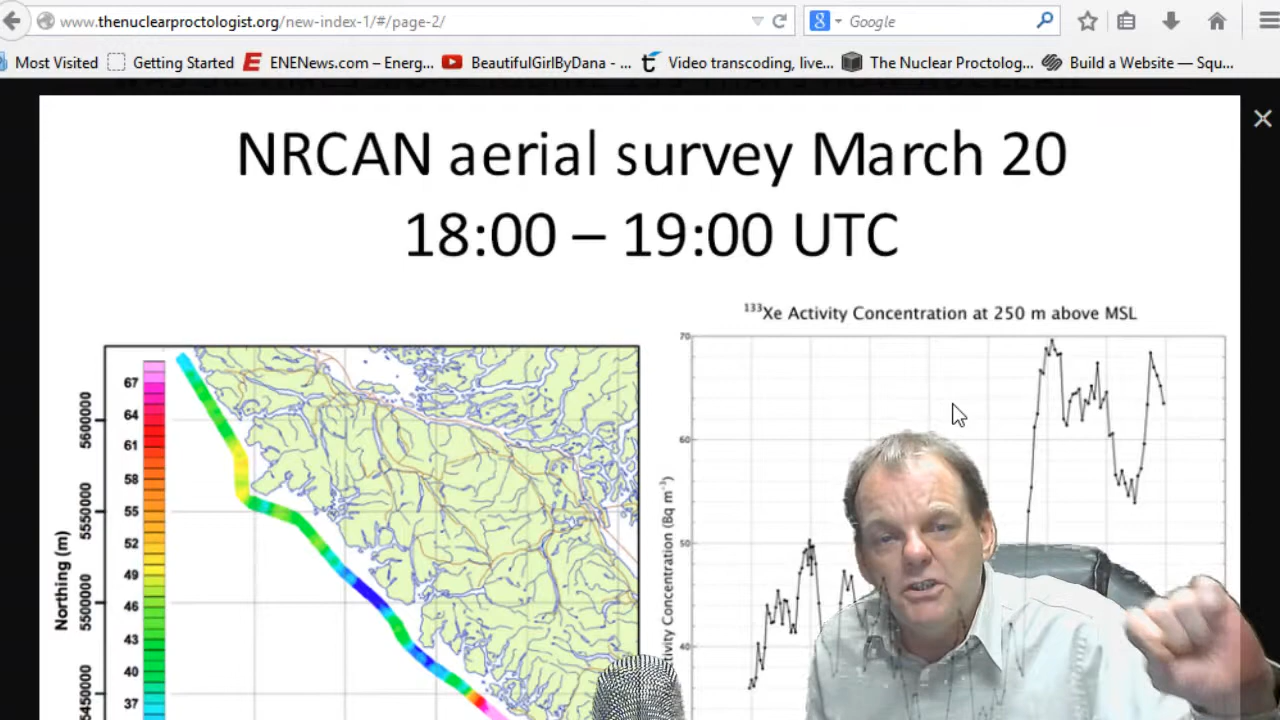 www.thenuclearproctologist.org/new-index-1/#/page-2/
Google
Most Visited
Getting Started
ENENews.com – Energ...
BeautifulGirlByDana - ...
Video transcoding, live...
The Nuclear Proctolog...
Build a Website — Squ...
NRCAN aerial survey March 20
18:00 – 19:00 UTC
133Xe Activity Concentration at 250 m above MSL
67
64
61
58
55
52
49
46
43
40
37
Northing (m)
5600000
5550000
5500000
5450000
70
60
50
40
Concentration (Bq m-3)